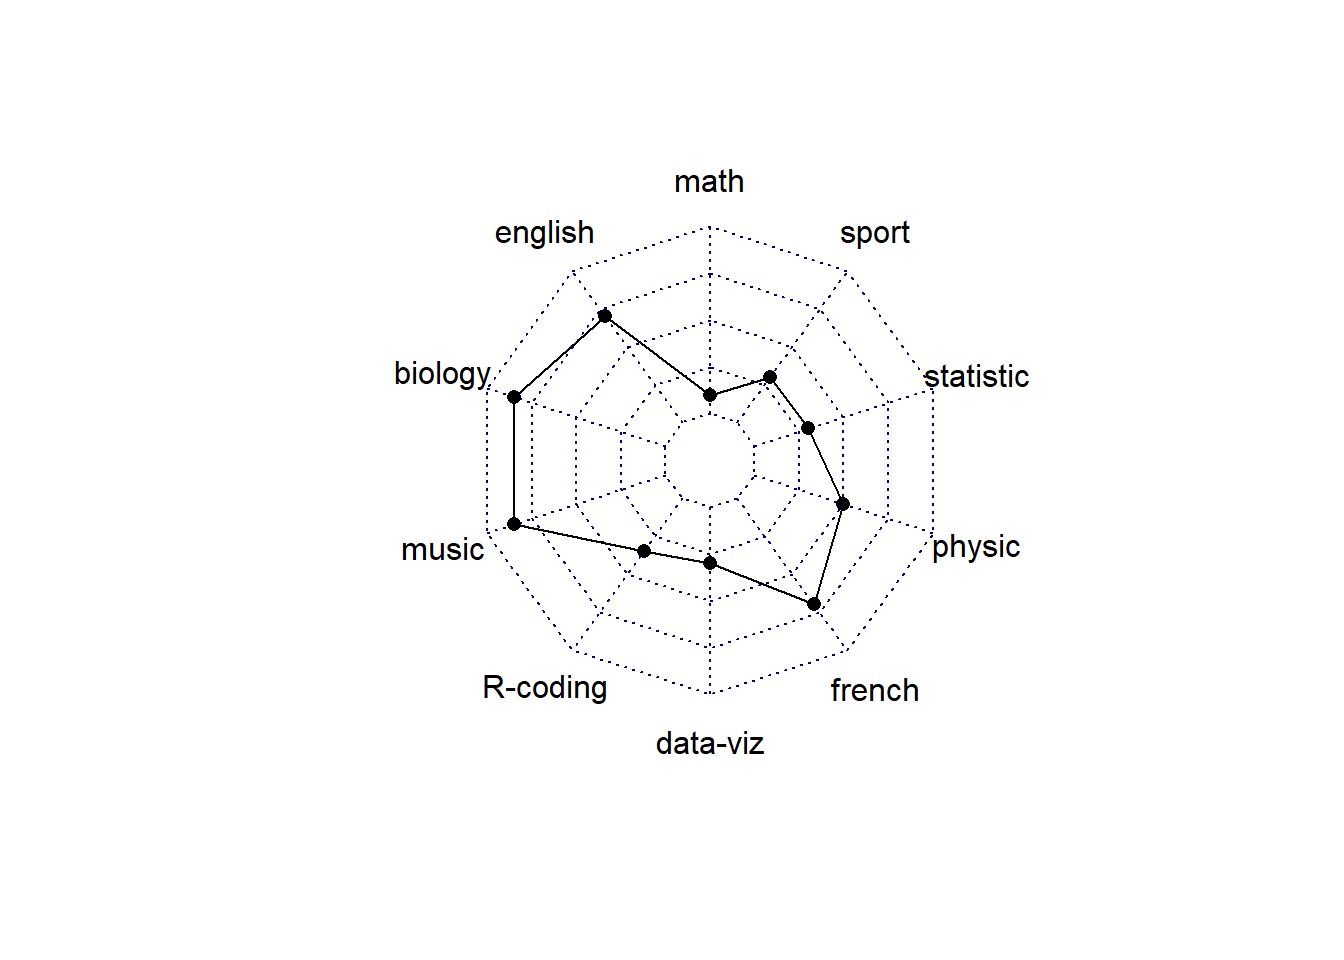 math
english
sport
biology
statistic
music
physic
R-coding
french
data-viz